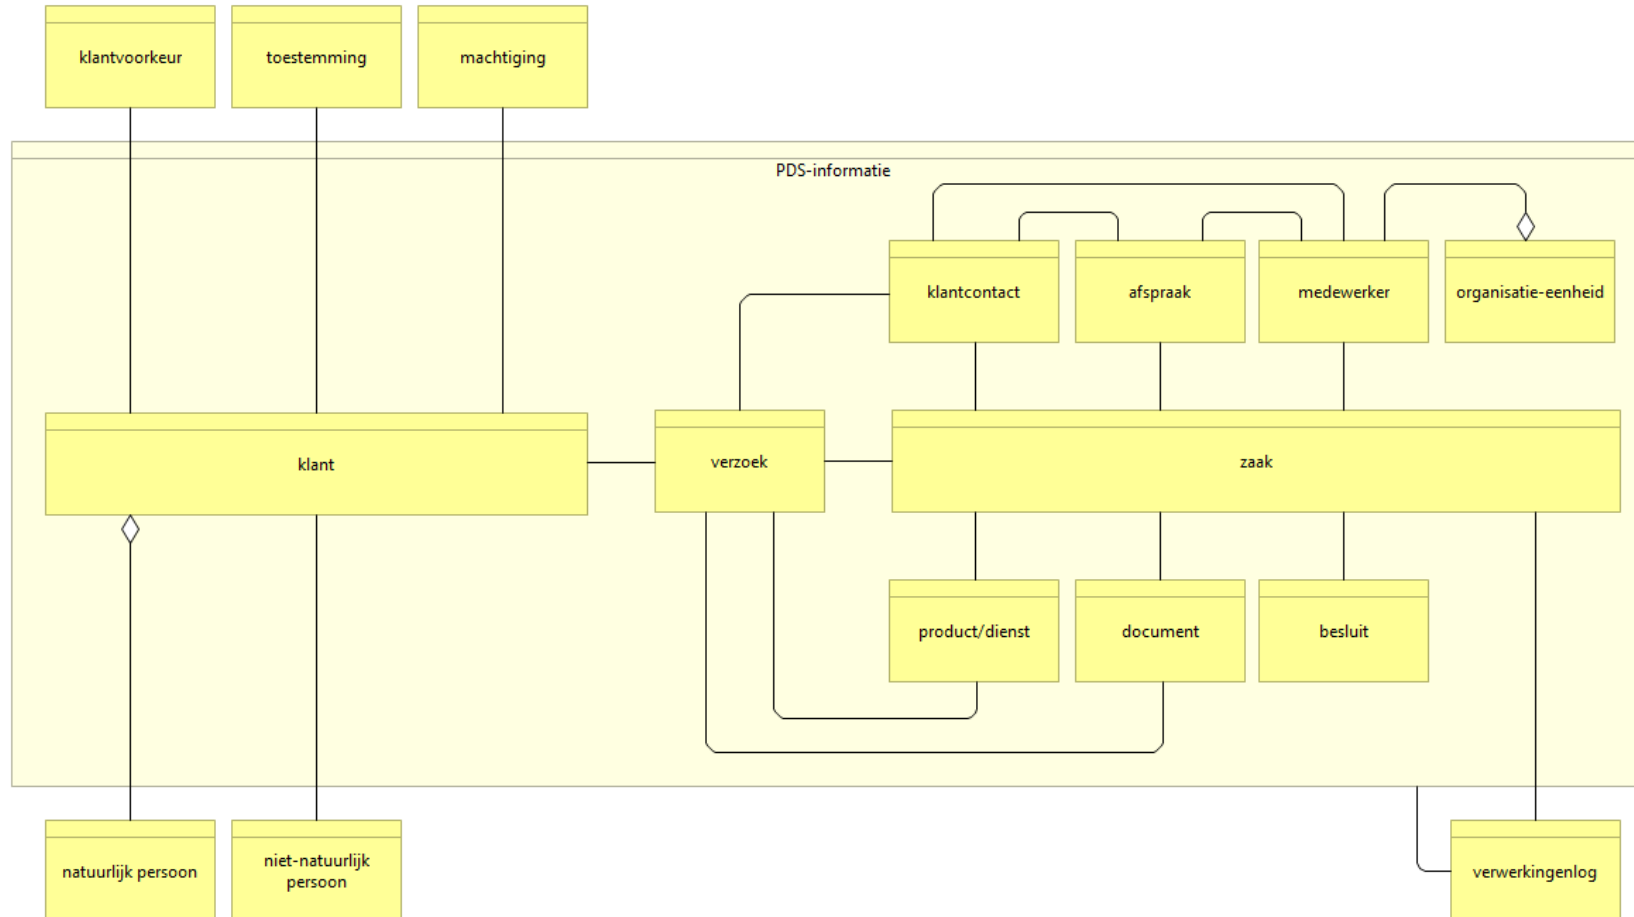 klantvoorkeur
toestemming
machtiging
PDS-informatie
klantcontact
afspraak
medewerker
organisatie-eenheid
klant
verzoek
zaak
product/dienst
document
besluit
natuurlijk persoon
niet-natuurlijk
persoon
verwerkingenlog